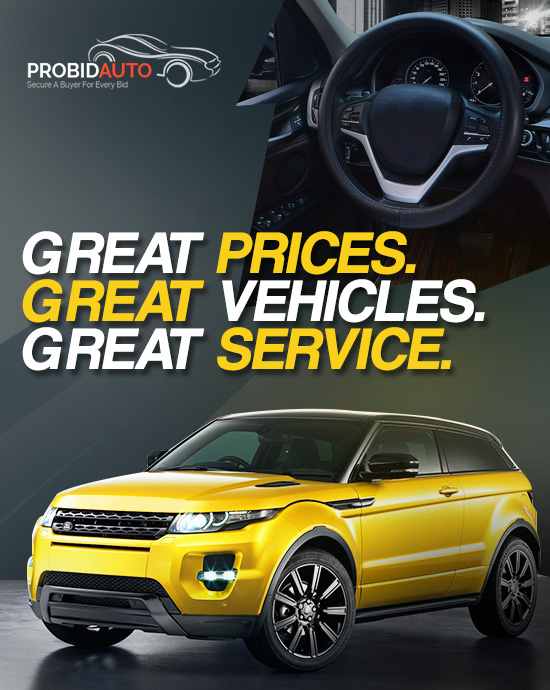 PROBIDAUTO
Secure A Buyer For Every Bid
GREAT PRICES.
GREAT VEHICLES.
GREAT SERVICE.